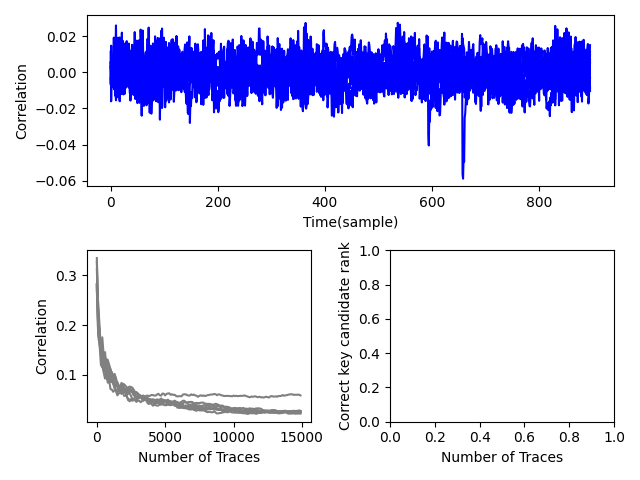 0.02
0.00
−0.02
−0.04
−0.06
Correlation
0 200 400 600 800
Time(sample)
0.3
0.2
0.1
Correlation
0 5000 10000 15000
Number of Traces
1.0
0.8
0.6
0.4
0.2
0.0
Correct key candidate rank
0.0 0.2 0.4 0.6 0.8 1.0
Number of Traces